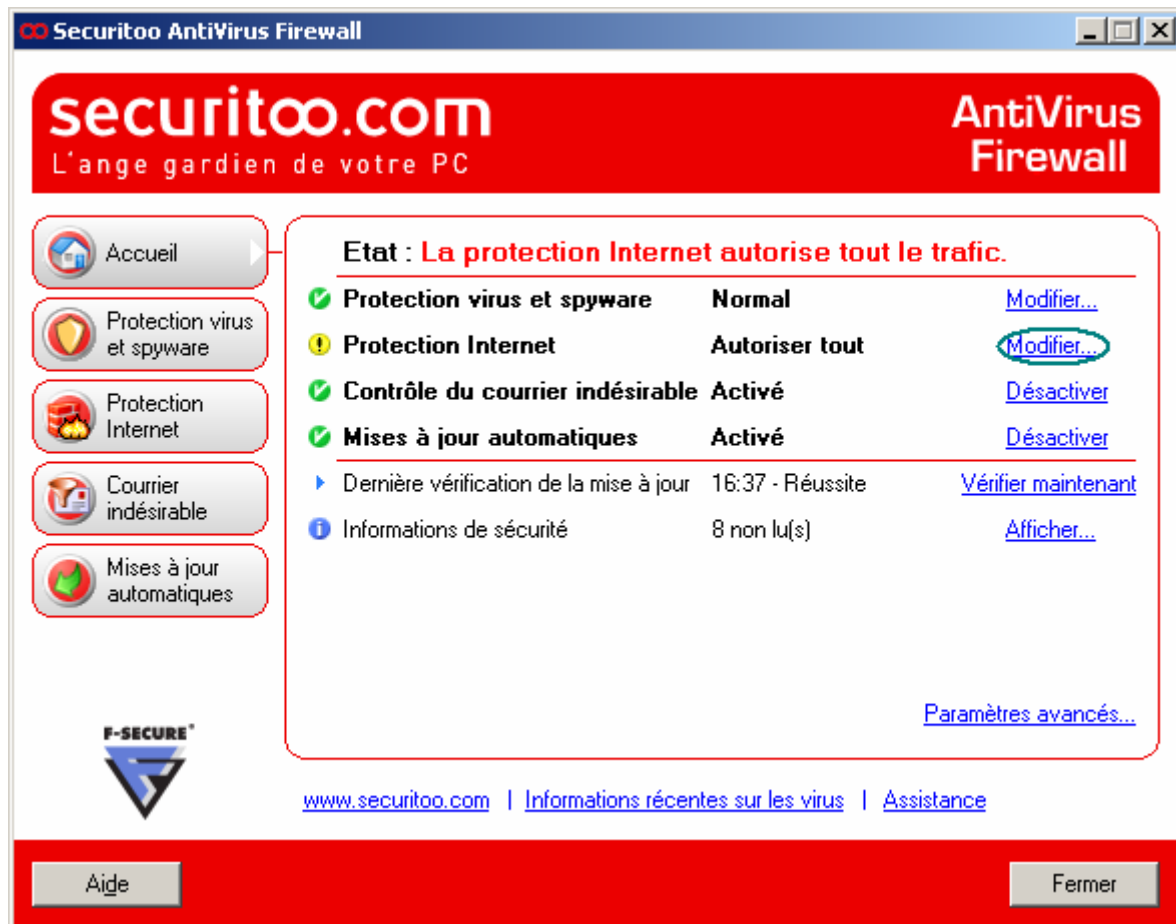 Securitoo AntiVirus Firewall
securitoo.com
L'ange gardien de votre PC
AntiVirus
Firewall
Accueil
Protection virus
et spyware
Protection
Internet
Courrier
indésirable
Mises à jour
automatiques
F-SECURE®
Etat : La protection Internet autorise tout le trafic.
Protection virus et spyware Normal Modifier...
Protection Internet Autoriser tout Modifier...
Contrôle du courrier indésirable Activé Désactiver
Mises à jour automatiques Activé Désactiver
Dernière vérification de la mise à jour 16:37 - Réussite Vérifier maintenant
Informations de sécurité 8 non lu(s) Afficher...
Paramètres avancés...
www.securitoo.com | Informations récentes sur les virus | Assistance
Aide Fermer